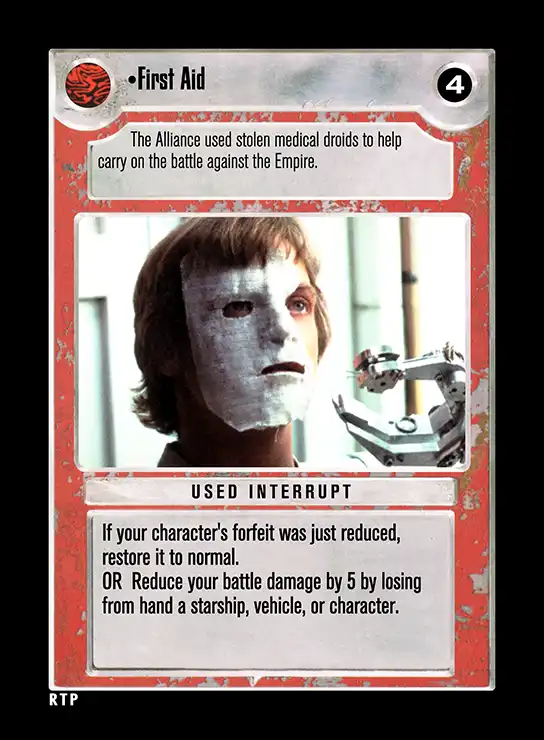 •First Aid
4
The Alliance used stolen medical droids to help
carry on the battle against the Empire.
USED INTERRUPT
If your character's forfeit was just reduced,
restore it to normal.
OR Reduce your battle damage by 5 by losing
from hand a starship, vehicle, or character.
RTP